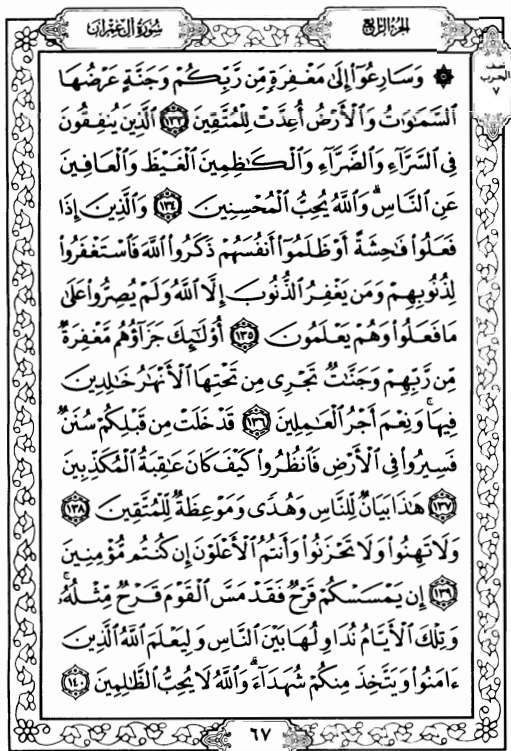 الجزء الرابع
سورة آل عمران
نصف
الحزب
٧
۞ وَسَارِعُوٓا۟ إِلَىٰ مَغْفِرَةٍ مِّن رَّبِّكُمْ وَجَنَّةٍ عَرْضُهَا
ٱلسَّمَٰوَٰتُ وَٱلْأَرْضُ أُعِدَّتْ لِلْمُتَّقِينَ ١٣٣ ٱلَّذِينَ يُنفِقُونَ
فِى ٱلسَّرَّآءِ وَٱلضَّرَّآءِ وَٱلْكَٰظِمِينَ ٱلْغَيْظَ وَٱلْعَافِينَ
عَنِ ٱلنَّاسِ ۗ وَٱللَّهُ يُحِبُّ ٱلْمُحْسِنِينَ ١٣٤ وَٱلَّذِينَ إِذَا
فَعَلُوا۟ فَٰحِشَةً أَوْ ظَلَمُوٓا۟ أَنفُسَهُمْ ذَكَرُوا۟ ٱللَّهَ فَٱسْتَغْفَرُوا۟
لِذُنُوبِهِمْ وَمَن يَغْفِرُ ٱلذُّنُوبَ إِلَّا ٱللَّهُ وَلَمْ يُصِرُّوا۟ عَلَىٰ
مَا فَعَلُوا۟ وَهُمْ يَعْلَمُونَ ١٣٥ أُو۟لَٰٓئِكَ جَزَآؤُهُم مَّغْفِرَةٌ
مِّن رَّبِّهِمْ وَجَنَّٰتٌ تَجْرِى مِن تَحْتِهَا ٱلْأَنْهَٰرُ خَٰلِدِينَ
فِيهَا ۚ وَنِعْمَ أَجْرُ ٱلْعَٰمِلِينَ ١٣٦ قَدْ خَلَتْ مِن قَبْلِكُمْ سُنَنٌ
فَسِيرُوا۟ فِى ٱلْأَرْضِ فَٱنظُرُوا۟ كَيْفَ كَانَ عَٰقِبَةُ ٱلْمُكَذِّبِينَ
١٣٧ هَٰذَا بَيَانٌ لِّلنَّاسِ وَهُدًى وَمَوْعِظَةٌ لِّلْمُتَّقِينَ ١٣٨
وَلَا تَهِنُوا۟ وَلَا تَحْزَنُوا۟ وَأَنتُمُ ٱلْأَعْلَوْنَ إِن كُنتُم مُّؤْمِنِينَ
١٣٩ إِن يَمْسَسْكُمْ قَرْحٌ فَقَدْ مَسَّ ٱلْقَوْمَ قَرْحٌ مِّثْلُهُۥ ۚ
وَتِلْكَ ٱلْأَيَّامُ نُدَاوِلُهَا بَيْنَ ٱلنَّاسِ وَلِيَعْلَمَ ٱللَّهُ ٱلَّذِينَ
ءَامَنُوا۟ وَيَتَّخِذَ مِنكُمْ شُهَدَآءَ ۗ وَٱللَّهُ لَا يُحِبُّ ٱلظَّٰلِمِينَ ١٤٠
٦٧